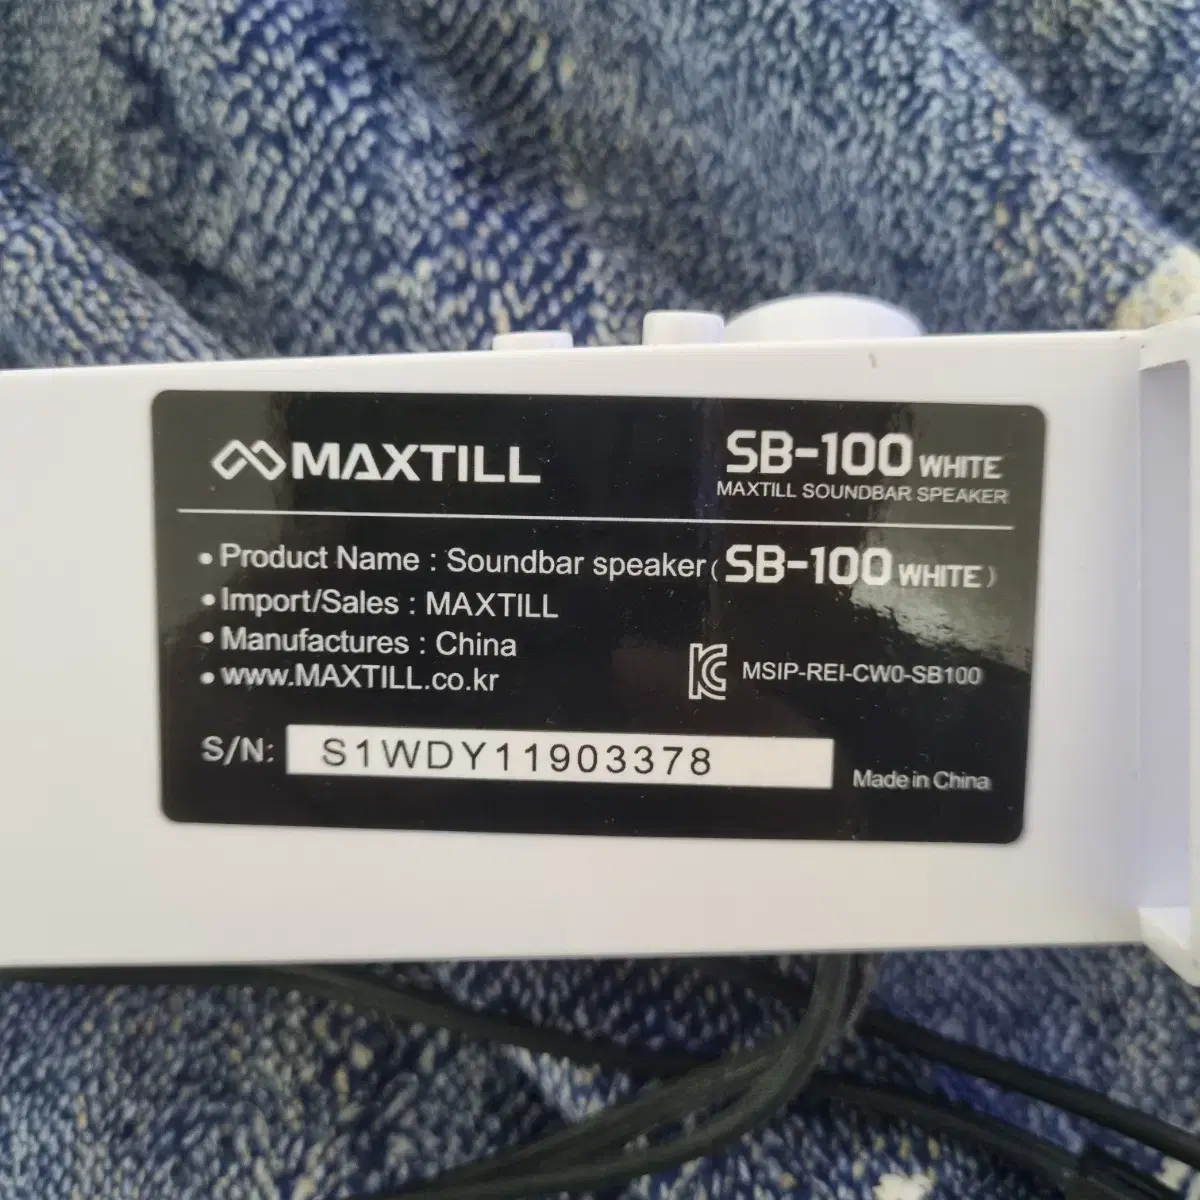 MAXTILL
SB-100 WHITE
MAXTILL SOUNDBAR SPEAKER
• Product Name : Soundbar speaker( SB-100 WHITE )
• Import/Sales : MAXTILL
• Manufactures : China
• www.MAXTILL.co.kr
MSIP-REI-CW0-SB100
S/N: S1WDY11903378
Made in China